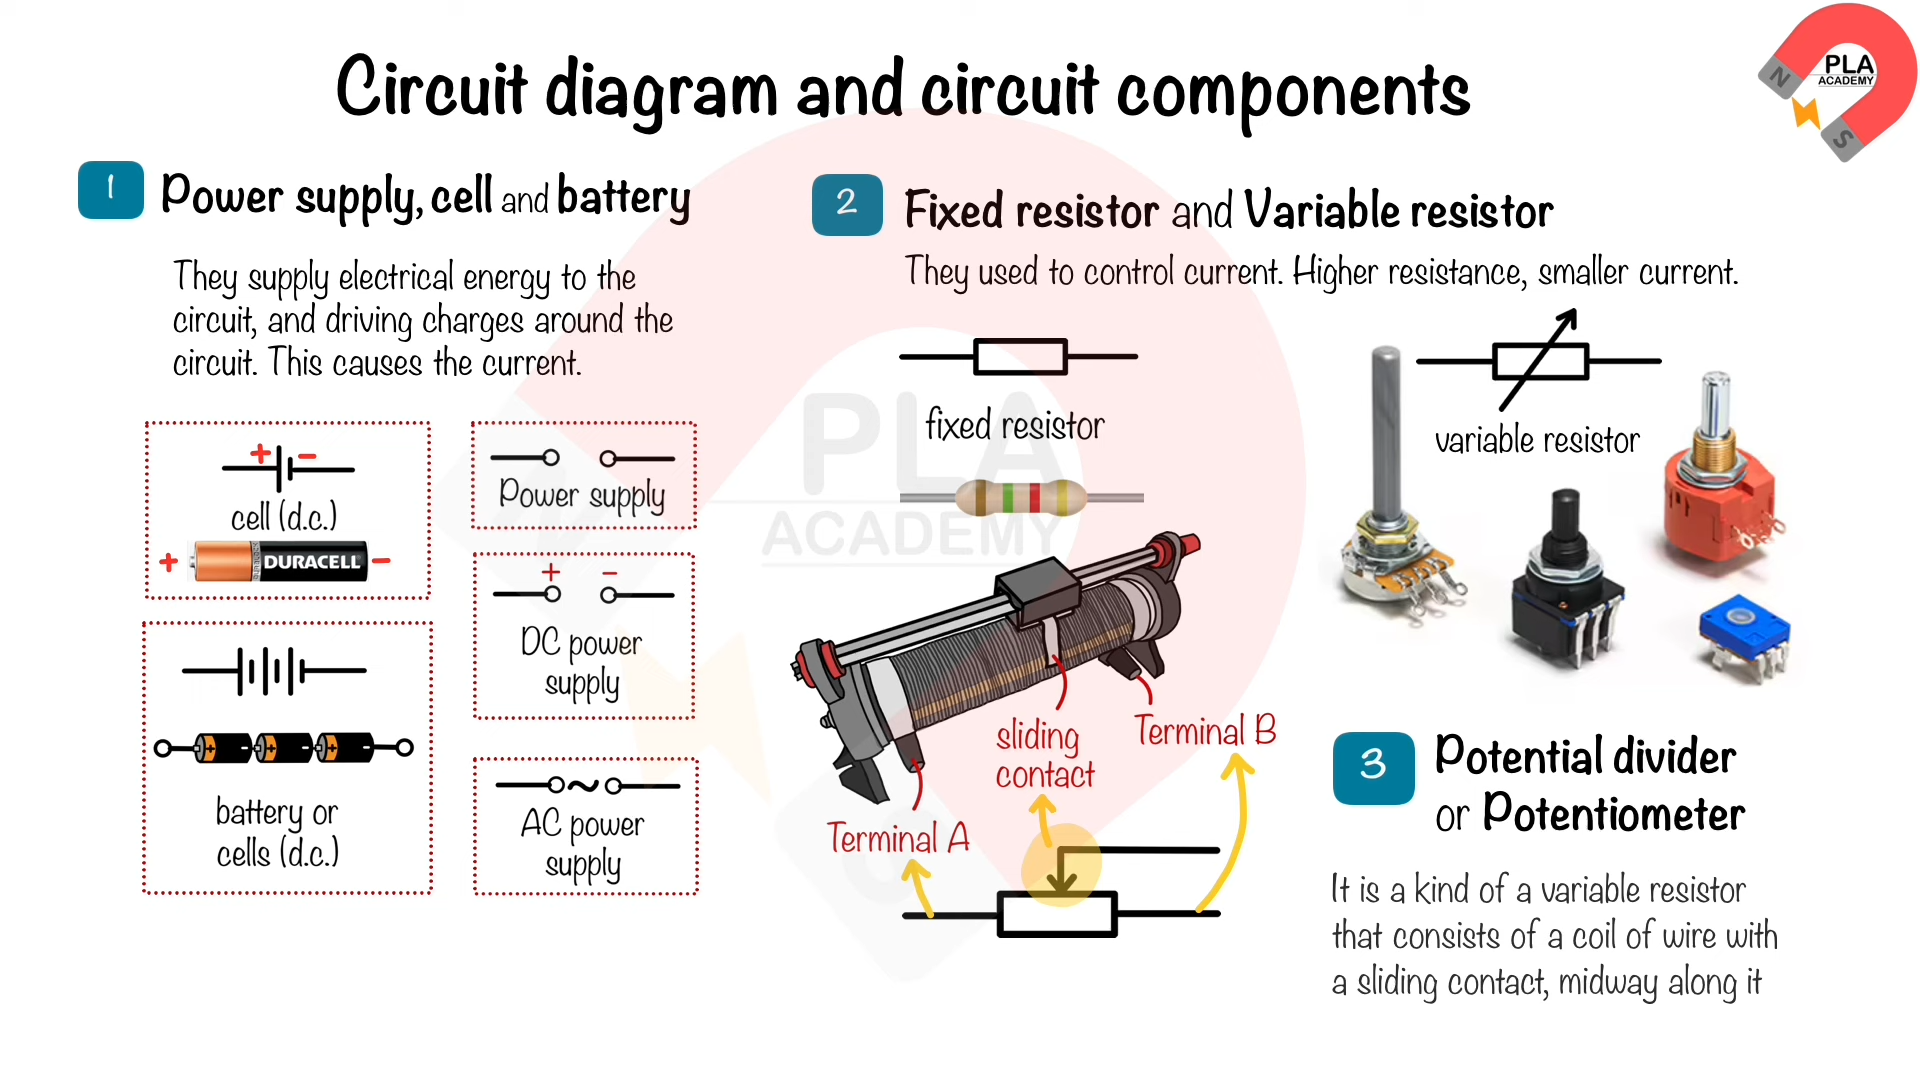 Circuit diagram and circuit components
PLA
ACADEMY
N
S
1 Power supply, cell and battery
They supply electrical energy to the
circuit, and driving charges around the
circuit. This causes the current.
+ −
cell (d.c.)
+ DURACELL −
battery or
cells (d.c.)
Power supply
+ −
DC power
supply
AC power
supply
2 Fixed resistor and Variable resistor
They used to control current. Higher resistance, smaller current.
fixed resistor
variable resistor
PLA
ACADEMY
sliding
contact
Terminal B
Terminal A
3 Potential divider
or Potentiometer
It is a kind of a variable resistor
that consists of a coil of wire with
a sliding contact, midway along it